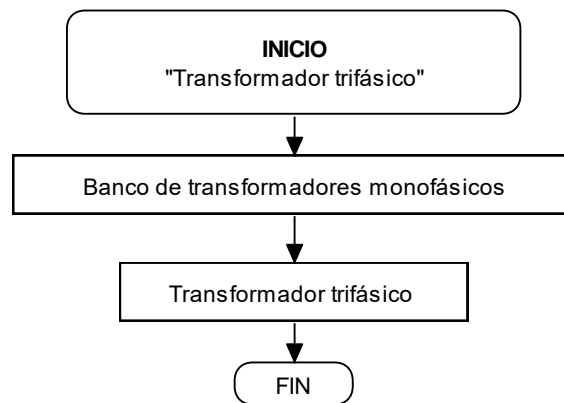 INICIO
"Transformador trifásico"
Banco de transformadores monofásicos
Transformador trifásico
FIN